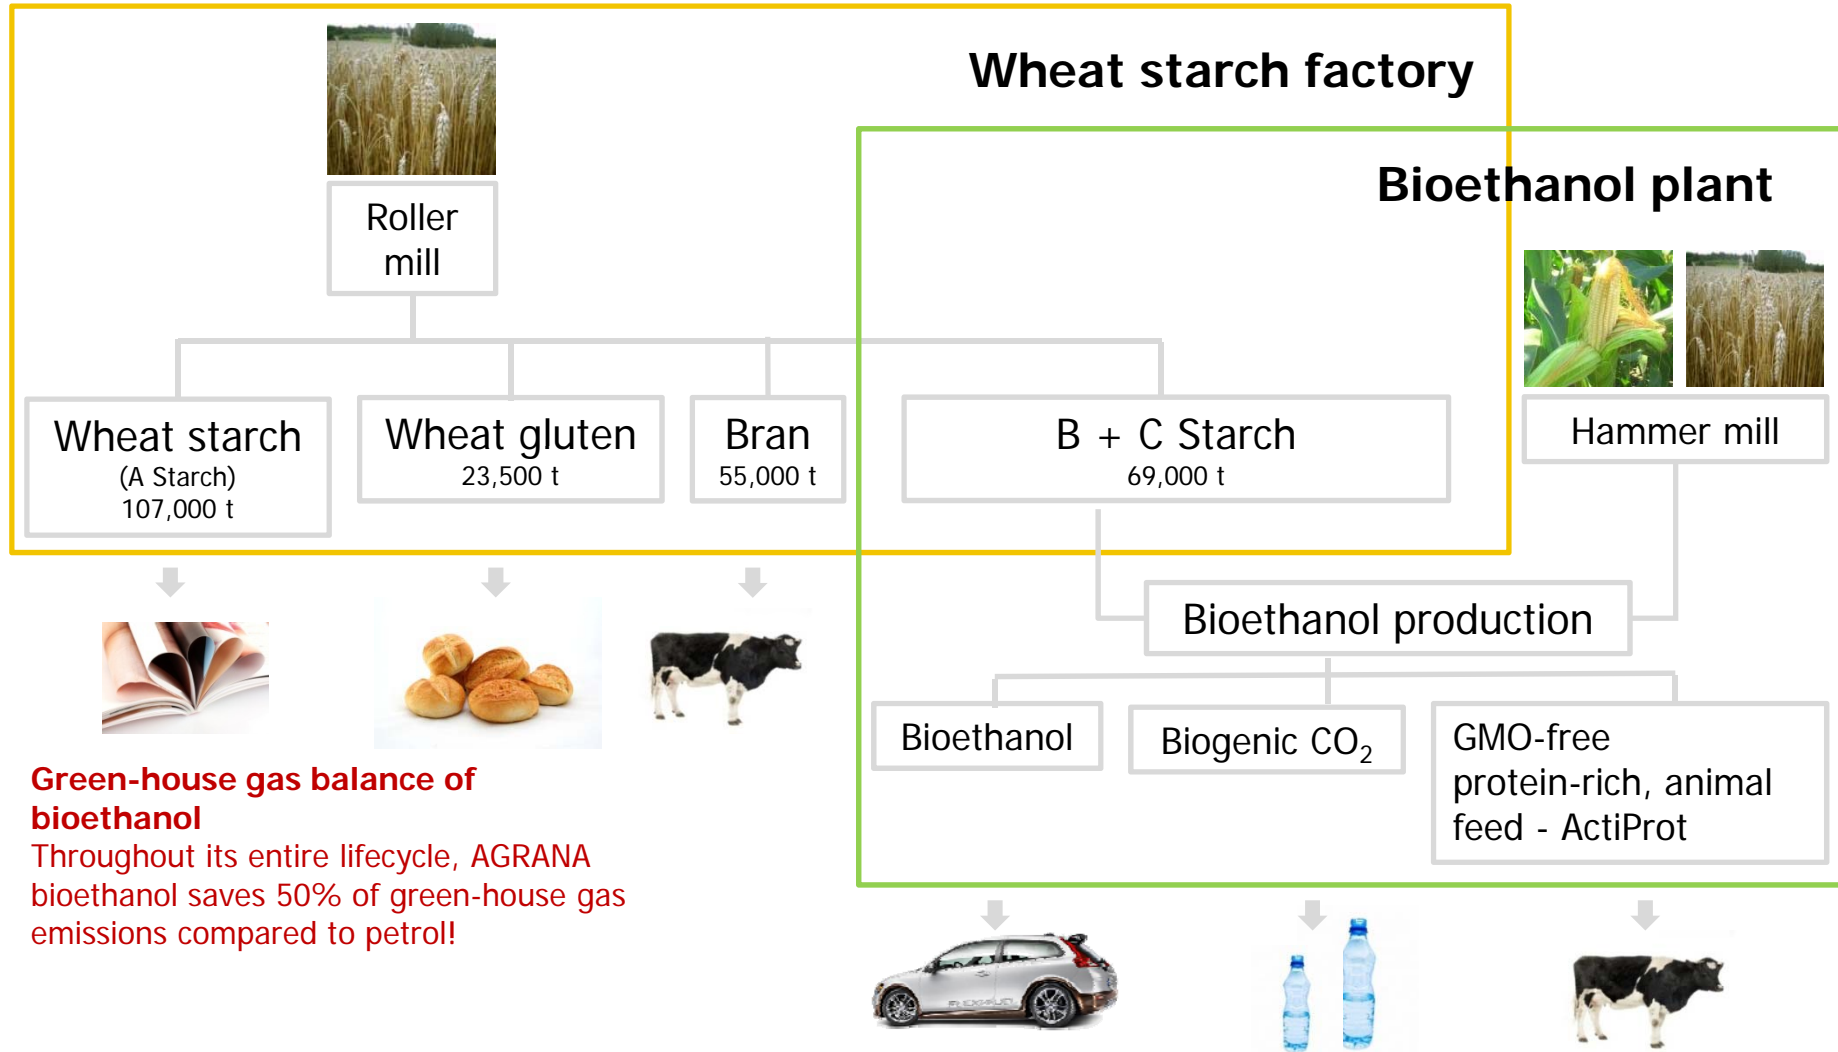 Wheat starch factory
Bioethanol plant
Roller
mill
Wheat starch
(A Starch)
107,000 t
Wheat gluten
23,500 t
Bran
55,000 t
B + C Starch
69,000 t
Hammer mill
Bioethanol production
Bioethanol
Biogenic CO₂
GMO-free
protein-rich, animal
feed - ActiProt
Green-house gas balance of
bioethanol
Throughout its entire lifecycle, AGRANA
bioethanol saves 50% of green-house gas
emissions compared to petrol!